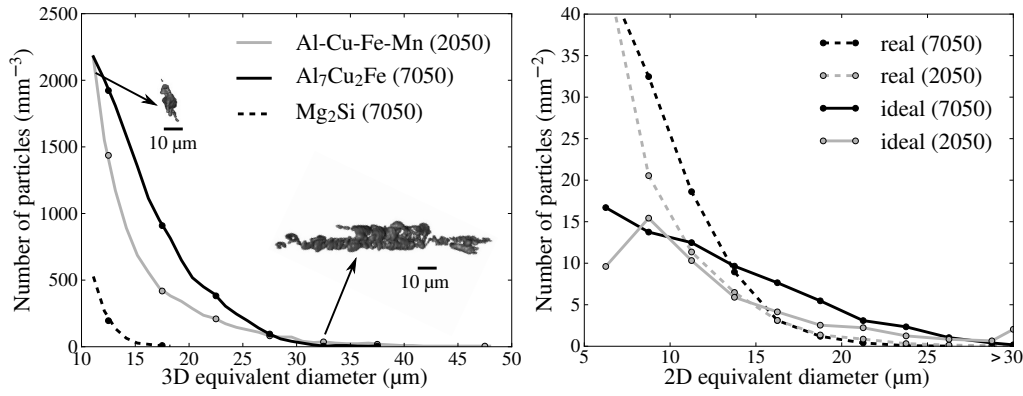 2500
2000
1500
1000
500
0
Number of particles (mm⁻³)
10 15 20 25 30 35 40 45 50
3D equivalent diameter (µm)
Al-Cu-Fe-Mn (2050)
Al₇Cu₂Fe (7050)
Mg₂Si (7050)
10 µm
10 µm
40
35
30
25
20
15
10
5
0
Number of particles (mm⁻²)
5 10 15 20 25 >30
2D equivalent diameter (µm)
real (7050)
real (2050)
ideal (7050)
ideal (2050)